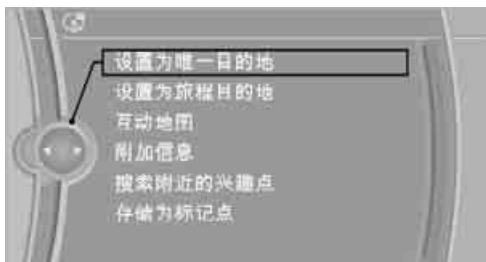 设置为唯一目的地
设置为旅程目的地
互动地图
附加信息
搜索附近的兴趣点
存储为标记点